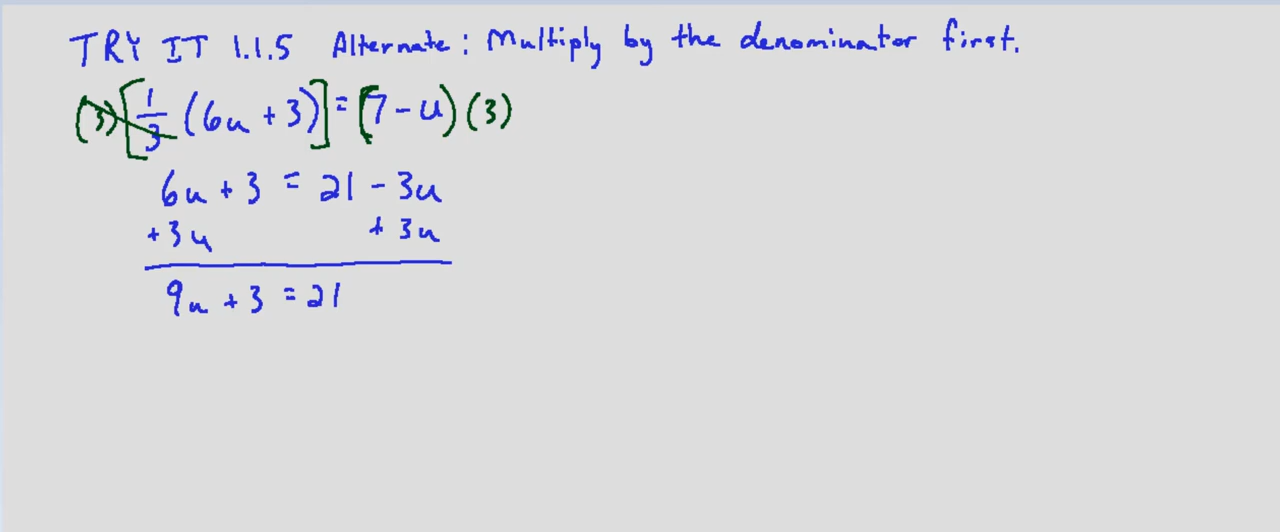 TRY IT 1.1.5 Alternate: Multiply by the denominator first.
(3)[1/3 (6u + 3)] = (7 - u)(3)
6u + 3 = 21 - 3u
+3u + 3u
9u + 3 = 21